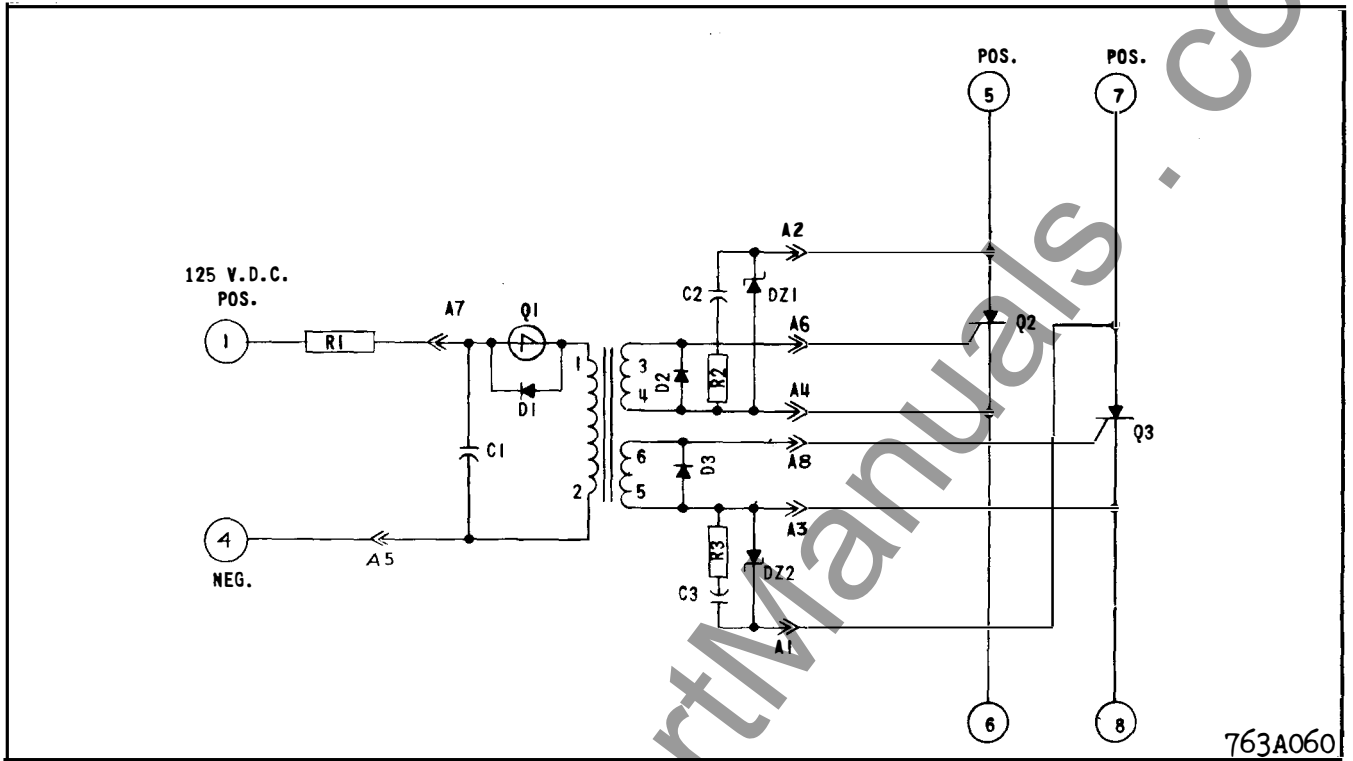 POS.
POS.
5
7
A2
125 V.D.C.
POS.
C2
DZ1
A7
Q1
A6
Q2
1
R1
1
3
D2
R2
4
D1
A4
Q3
C1
6
D3
A8
2
5
A3
4
A5
R3
DZ2
NEG.
C3
A1
6
8
763A060
rtManuals . co